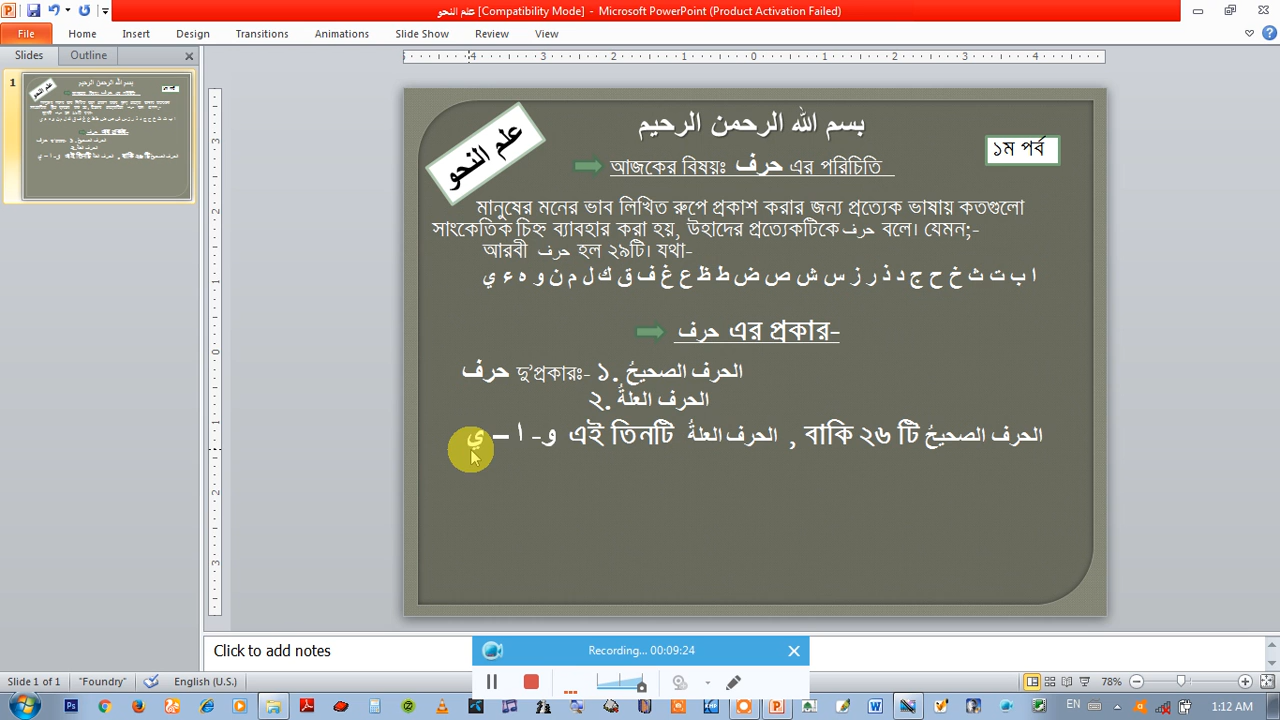 علم النحو [Compatibility Mode] - Microsoft PowerPoint (Product Activation Failed)
File Home Insert Design Transitions Animations Slide Show Review View
Slides Outline
1
علم النحو
بسم الله الرحمن الرحيم
১ম পর্ব
আজকের বিষয়ঃ حرف এর পরিচিতি
মানুষের মনের ভাব লিখিত রুপে প্রকাশ করার জন্য প্রত্যেক ভাষায় কতগুলো
সাংকেতিক চিহ্ন ব্যাবহার করা হয়, উহাদের প্রত্যেকটিকে حرف বলে। যেমন;-
আরবী حرف হল ২৯টি। যথা-
ا ب ت ث خ ح ج د ذ ر ز س ش ص ض ط ظ ع غ ف ق ك ل م ن و ه ء ي
حرف এর প্রকার-
حرف দু'প্রকারঃ- ১. الحرف الصحيحُ
২. الحرف العلةُ
و- ا – ي এই তিনটি الحرف العلةُ , বাকি ২৬ টি الحرف الصحيحُ
Click to add notes
Recording... 00:09:24
Slide 1 of 1 "Foundry" English (U.S.) 78%
EN 1:12 AM